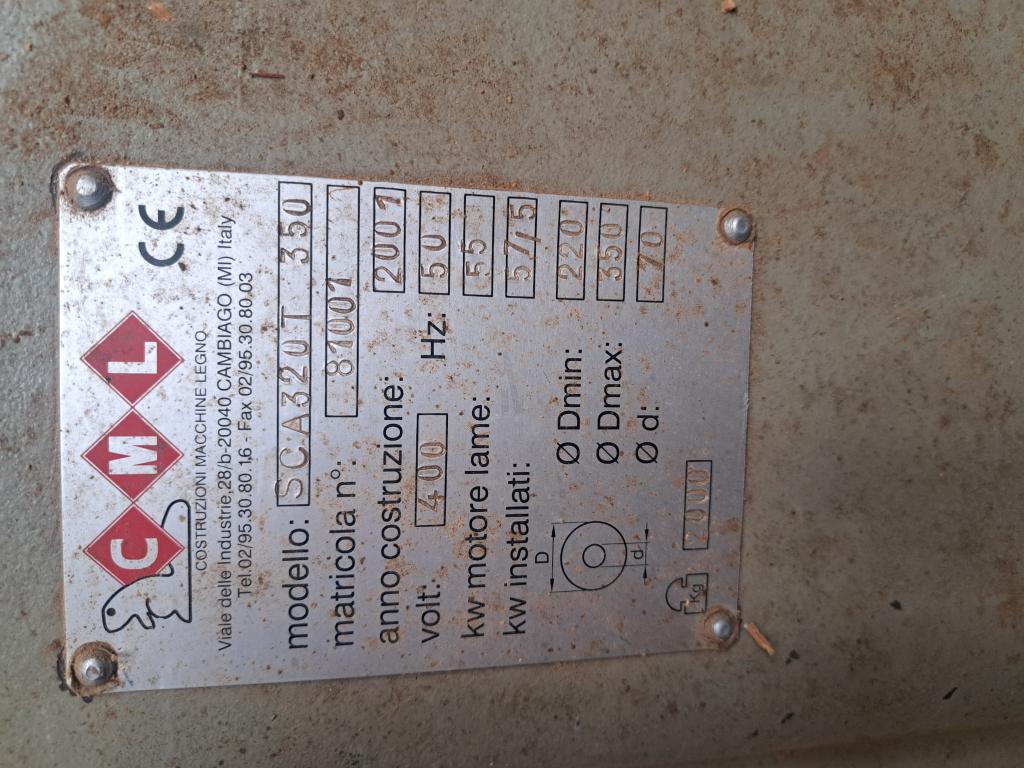 C M L CE
COSTRUZIONI MACCHINE LEGNO
Viale delle Industrie,28/b-20040 CAMBIAGO (MI) Italy
Tel.02/95.30.80.16 - Fax 02/95.30.80.03
modello: SCA320T 350
matricola n°. 81001
anno costruzione: 2001
volt. 400 Hz: 50
kw motore lame: 55
kw installati: 57,5
D
Ø Dmin: 220
Ø Dmax: 350
d
Ø d: 70
Kg 2000